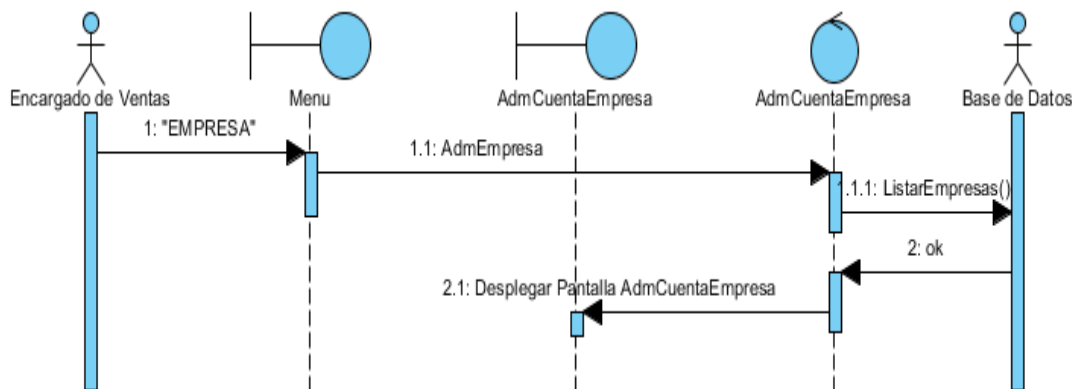 Encargado de Ventas
Menu
AdmCuentaEmpresa
AdmCuentaEmpresa
Base de Datos
1: "EMPRESA"
1.1: AdmEmpresa
1.1.1: ListarEmpresas()
2: ok
2.1: Desplegar Pantalla AdmCuentaEmpresa